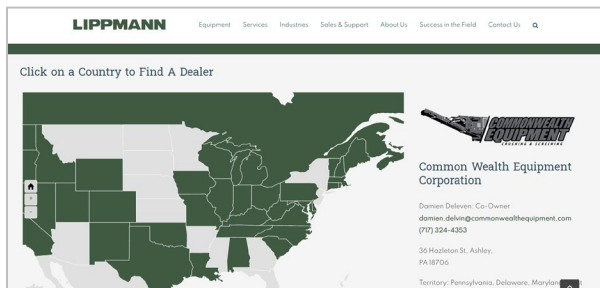 LIPPMANN
Equipment Services Industries Sales & Support About Us Success in the Field Contact Us
Click on a Country to Find A Dealer
COMMONWEALTH
EQUIPMENT
CRUSHING & SCREENING
Common Wealth Equipment
Corporation
Damien Deleven: Co-Owner
damien.delvin@commonwealthequipment.com
(717) 324-4353
36 Hazleton St, Ashley,
PA 18706
Territory: Pennsylvania, Delaware,